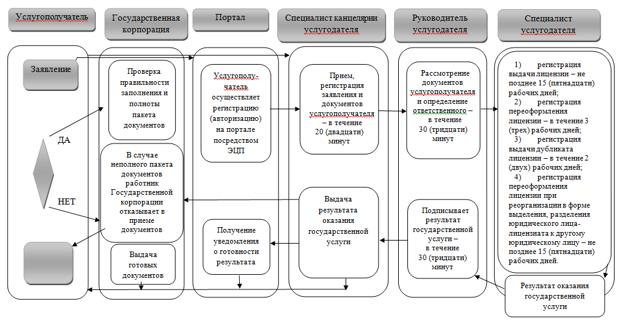 Услугополучатель
Государственная
корпорация
Портал
Специалист канцелярии
услугодателя
Руководитель
услугодателя
Специалист
услугодателя
Заявление
ДА
НЕТ
Проверка
правильности
заполнения и
полноты
пакета
документов
В случае
неполного пакета
документов
работник
Государственной
корпорации
отказывает в
приеме
документов
Выдача
готовых
документов
Услугополу-
чатель
осуществляет
регистрацию
(авторизацию)
на портале
посредством
ЭЦП
Получение
уведомления
о готовности
результата
Прием,
регистрация
заявления и
документов
услугополучателя
– в течение
20 (двадцати)
минут
Выдача
результата
оказания
государственной
услуги
Рассмотрение
документов
услугополучателя
и определение
ответственного –
в течение
30 (тридцати)
минут
Подписывает
результат
государственной
услуги –
в течение
30 (тридцати)
минут
1) регистрация
выдачи лицензии – не
позднее 15 (пятнадцати)
рабочих дней;
2) регистрация
переоформления
лицензии – в течение 3
(трех) рабочих дней;
3) регистрация
выдачи дубликата
лицензии – в течение 2
(двух) рабочих дней;
4) регистрация
переоформления
лицензии при
реорганизации в форме
выделения, разделения
юридического лица-
лицензиата к другому
юридическому лицу – не
позднее 15 (пятнадцати)
рабочих дней.
Результат оказания
государственной
услуги